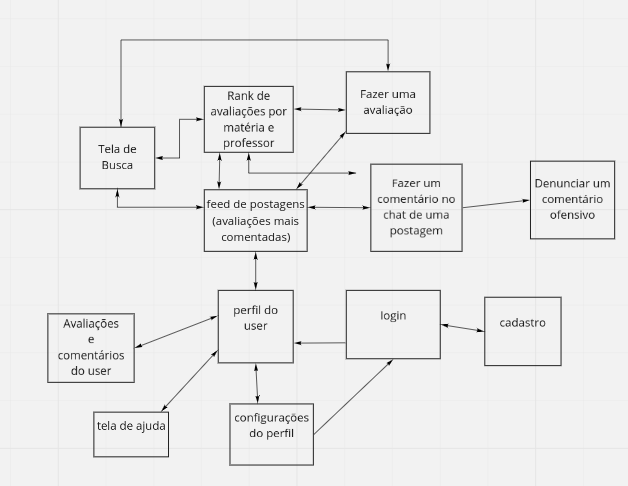 Rank de
avaliações por
matéria e
professor
Fazer uma
avaliação
Tela de
Busca
feed de postagens
(avaliações mais
comentadas)
Fazer um
comentário no
chat de uma
postagem
Denunciar um
comentário
ofensivo
perfil do
user
login
cadastro
Avaliações
e
comentários
do user
tela de ajuda
configurações
do perfil